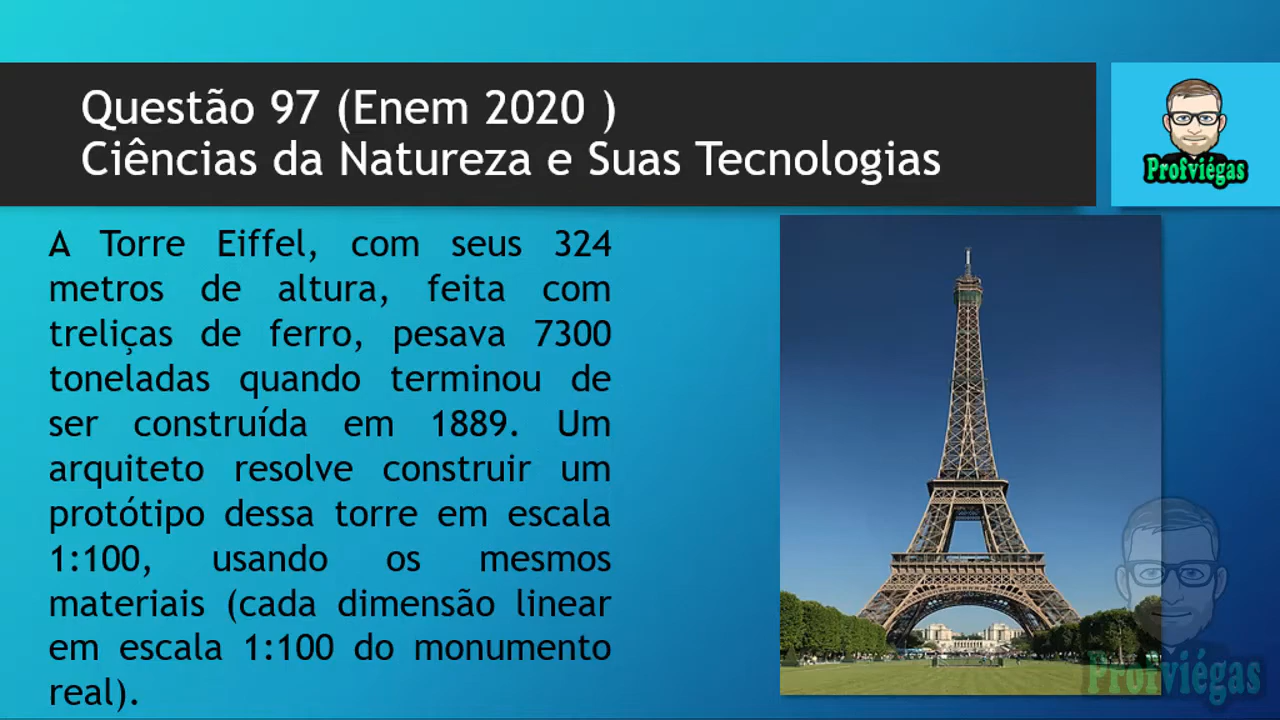 Questão 97 (Enem 2020 )
Ciências da Natureza e Suas Tecnologias
Profviégas
A Torre Eiffel, com seus 324
metros de altura, feita com
treliças de ferro, pesava 7300
toneladas quando terminou de
ser construída em 1889. Um
arquiteto resolve construir um
protótipo dessa torre em escala
1:100, usando os mesmos
materiais (cada dimensão linear
em escala 1:100 do monumento
real).
Profviégas